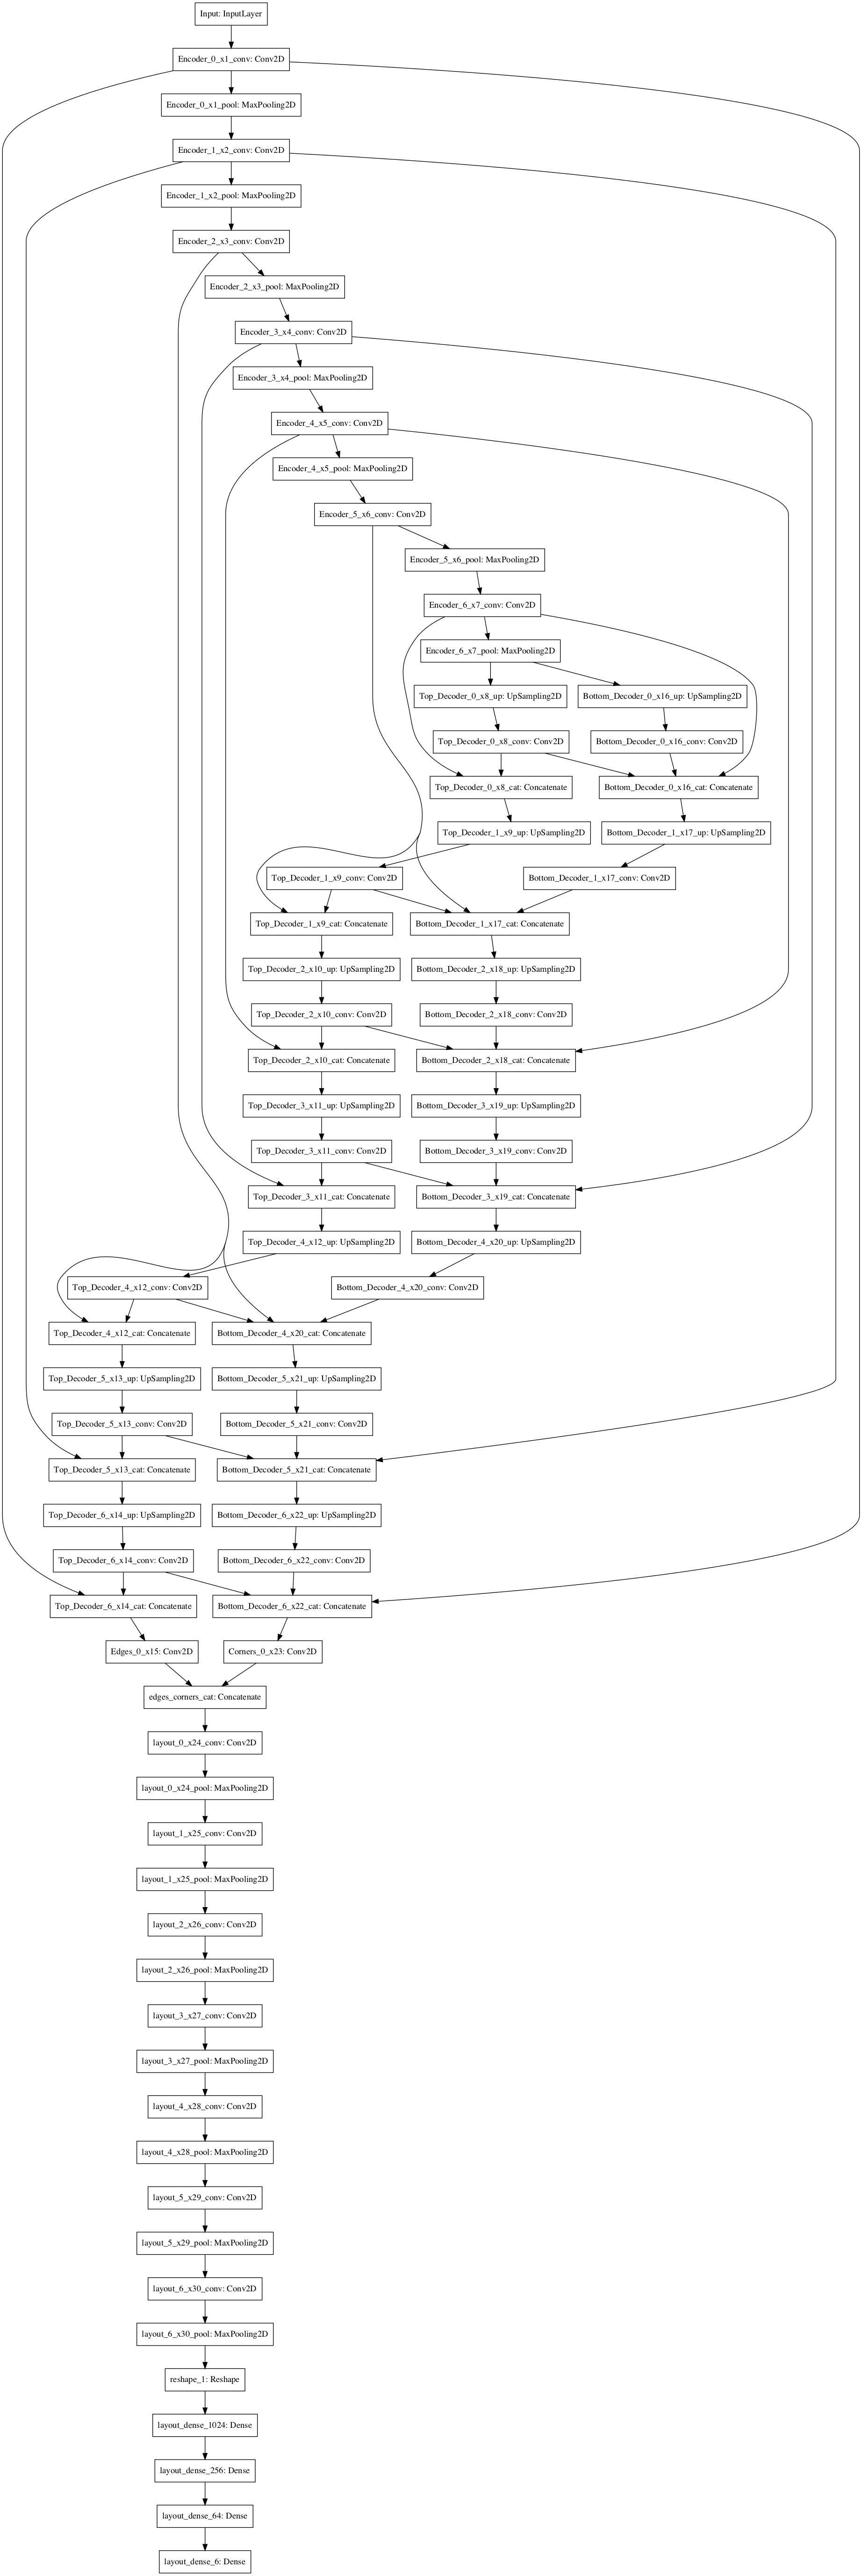 Input: InputLayer
Encoder_0_x1_conv: Conv2D
Encoder_0_x1_pool: MaxPooling2D
Encoder_1_x2_conv: Conv2D
Encoder_1_x2_pool: MaxPooling2D
Encoder_2_x3_conv: Conv2D
Encoder_2_x3_pool: MaxPooling2D
Encoder_3_x4_conv: Conv2D
Encoder_3_x4_pool: MaxPooling2D
Encoder_4_x5_conv: Conv2D
Encoder_4_x5_pool: MaxPooling2D
Encoder_5_x6_conv: Conv2D
Encoder_5_x6_pool: MaxPooling2D
Encoder_6_x7_conv: Conv2D
Encoder_6_x7_pool: MaxPooling2D
Top_Decoder_0_x8_up: UpSampling2D
Bottom_Decoder_0_x16_up: UpSampling2D
Top_Decoder_0_x8_conv: Conv2D
Bottom_Decoder_0_x16_conv: Conv2D
Top_Decoder_0_x8_cat: Concatenate
Bottom_Decoder_0_x16_cat: Concatenate
Top_Decoder_1_x9_up: UpSampling2D
Bottom_Decoder_1_x17_up: UpSampling2D
Top_Decoder_1_x9_conv: Conv2D
Bottom_Decoder_1_x17_conv: Conv2D
Top_Decoder_1_x9_cat: Concatenate
Bottom_Decoder_1_x17_cat: Concatenate
Top_Decoder_2_x10_up: UpSampling2D
Bottom_Decoder_2_x18_up: UpSampling2D
Top_Decoder_2_x10_conv: Conv2D
Bottom_Decoder_2_x18_conv: Conv2D
Top_Decoder_2_x10_cat: Concatenate
Bottom_Decoder_2_x18_cat: Concatenate
Top_Decoder_3_x11_up: UpSampling2D
Bottom_Decoder_3_x19_up: UpSampling2D
Top_Decoder_3_x11_conv: Conv2D
Bottom_Decoder_3_x19_conv: Conv2D
Top_Decoder_3_x11_cat: Concatenate
Bottom_Decoder_3_x19_cat: Concatenate
Top_Decoder_4_x12_up: UpSampling2D
Bottom_Decoder_4_x20_up: UpSampling2D
Top_Decoder_4_x12_conv: Conv2D
Bottom_Decoder_4_x20_conv: Conv2D
Top_Decoder_4_x12_cat: Concatenate
Bottom_Decoder_4_x20_cat: Concatenate
Top_Decoder_5_x13_up: UpSampling2D
Bottom_Decoder_5_x21_up: UpSampling2D
Top_Decoder_5_x13_conv: Conv2D
Bottom_Decoder_5_x21_conv: Conv2D
Top_Decoder_5_x13_cat: Concatenate
Bottom_Decoder_5_x21_cat: Concatenate
Top_Decoder_6_x14_up: UpSampling2D
Bottom_Decoder_6_x22_up: UpSampling2D
Top_Decoder_6_x14_conv: Conv2D
Bottom_Decoder_6_x22_conv: Conv2D
Top_Decoder_6_x14_cat: Concatenate
Bottom_Decoder_6_x22_cat: Concatenate
Edges_0_x15: Conv2D
Corners_0_x23: Conv2D
edges_corners_cat: Concatenate
layout_0_x24_conv: Conv2D
layout_0_x24_pool: MaxPooling2D
layout_1_x25_conv: Conv2D
layout_1_x25_pool: MaxPooling2D
layout_2_x26_conv: Conv2D
layout_2_x26_pool: MaxPooling2D
layout_3_x27_conv: Conv2D
layout_3_x27_pool: MaxPooling2D
layout_4_x28_conv: Conv2D
layout_4_x28_pool: MaxPooling2D
layout_5_x29_conv: Conv2D
layout_5_x29_pool: MaxPooling2D
layout_6_x30_conv: Conv2D
layout_6_x30_pool: MaxPooling2D
reshape_1: Reshape
layout_dense_1024: Dense
layout_dense_256: Dense
layout_dense_64: Dense
layout_dense_6: Dense